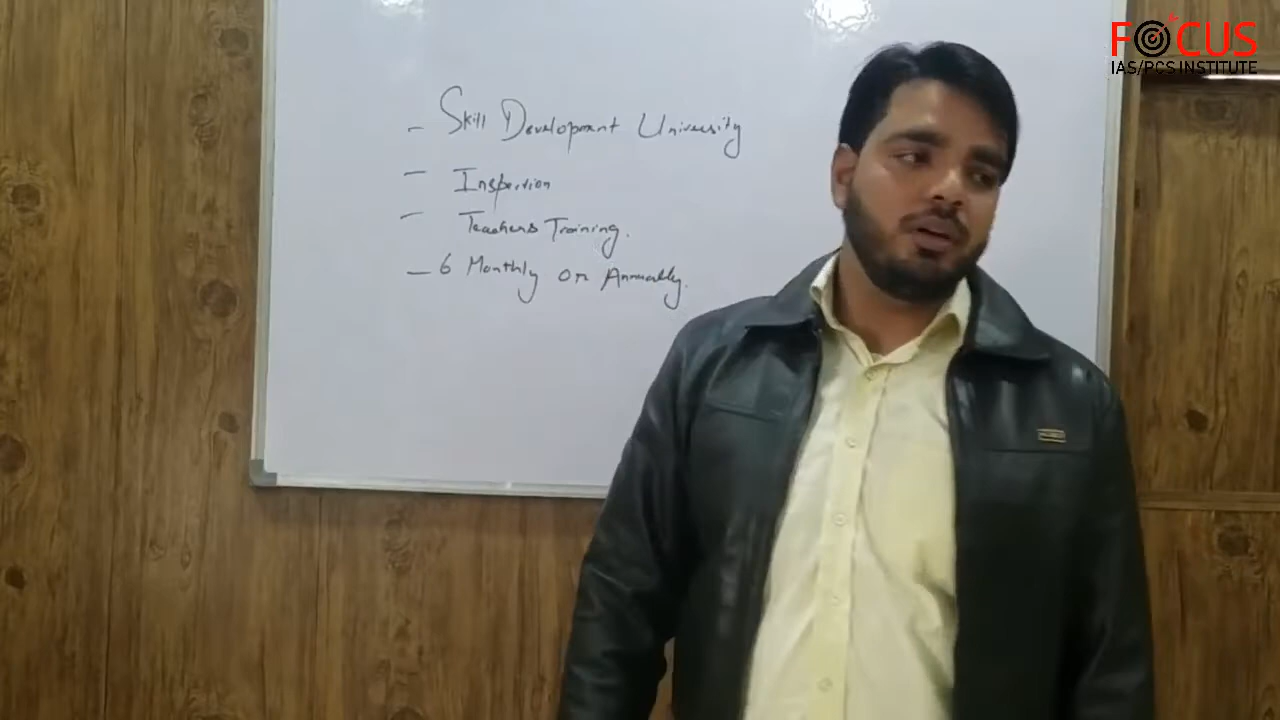 FOCUS
IAS/PCS INSTITUTE
- Skill Development University
- Inspection
- Teachers Training.
- 6 Monthly or Annually.